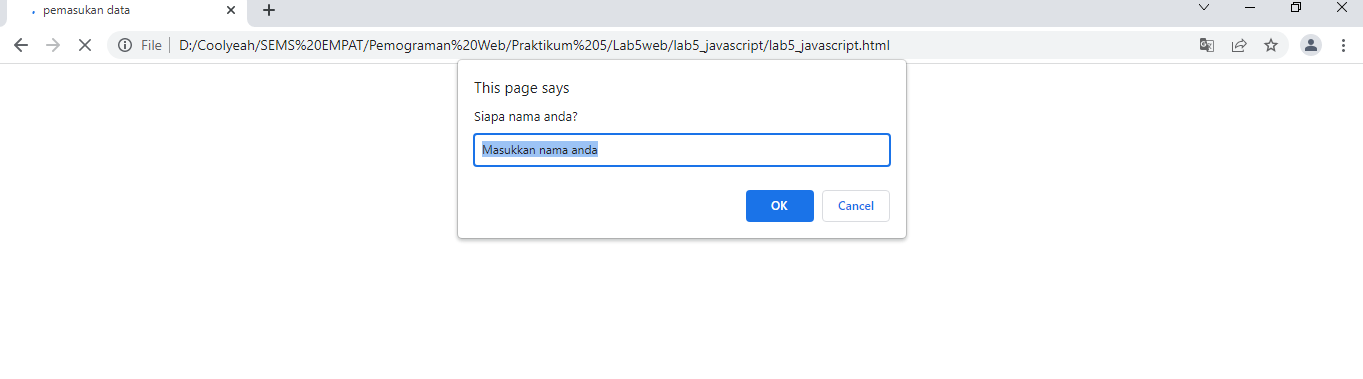 pemasukan data
File
D:/Coolyeah/SEMS%20EMPAT/Pemograman%20Web/Praktikum%205/Lab5web/lab5_javascript/lab5_javascript.html
This page says
Siapa nama anda?
Masukkan nama anda
OK
Cancel